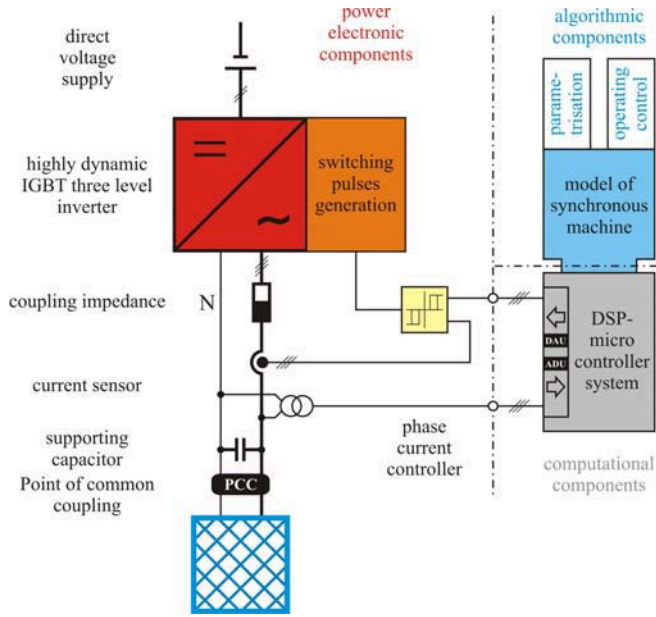 power
electronic
components
algorithmic
components
direct
voltage
supply
parame-
trisation
operating
control
highly dynamic
IGBT three level
inverter
switching
pulses
generation
model of
synchronous
machine
coupling impedance
N
DSP-
micro
controller
system
DAU
ADU
current sensor
supporting
capacitor
phase
current
controller
Point of common
coupling
PCC
computational
components